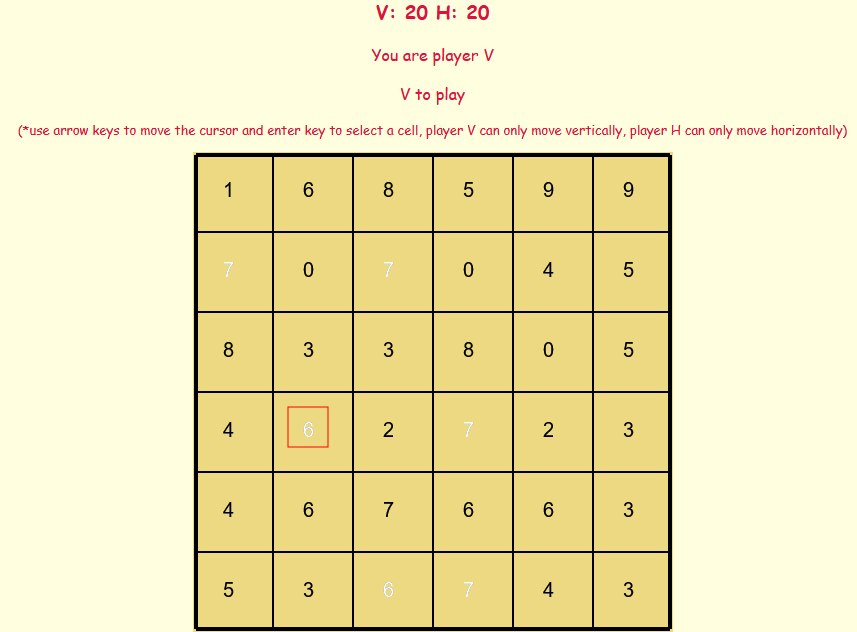 V: 20 H: 20
You are player V
V to play
(*use arrow keys to move the cursor and enter key to select a cell, player V can only move vertically, player H can only move horizontally)
1 6 8 5 9 9
7 0 7 0 4 5
8 3 3 8 0 5
4 6 2 7 2 3
4 6 7 6 6 3
5 3 6 7 4 3